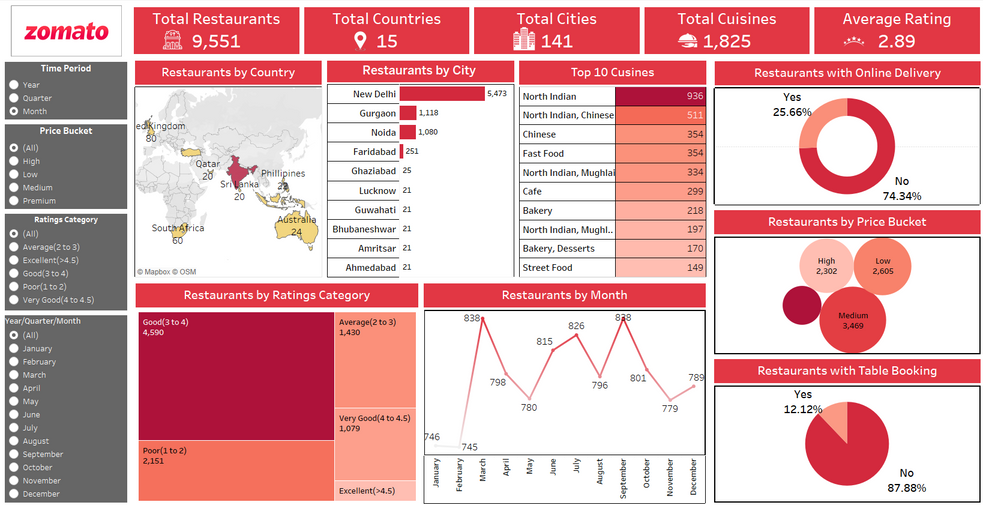 zomato
Total Restaurants
9,551
Total Countries
15
Total Cities
141
Total Cuisines
1,825
Average Rating
2.89
Time Period
Year
Quarter
Month
Price Bucket
(All)
High
Low
Medium
Premium
Ratings Category
(All)
Average(2 to 3)
Excellent(>4.5)
Good(3 to 4)
Poor(1 to 2)
Very Good(4 to 4.5)
Year/Quarter/Month
(All)
January
February
March
April
May
June
July
August
September
October
November
December
Restaurants by Country
ed Kingdom
80
Qatar
20
Sri Lanka
20
Phillipines
22
Australia
24
South Africa
60
© Mapbox © OSM
Restaurants by City
New Delhi 5,473
Gurgaon 1,118
Noida 1,080
Faridabad 251
Ghaziabad 25
Lucknow 21
Guwahati 21
Bhubaneshwar 21
Amritsar 21
Ahmedabad 21
Top 10 Cusines
North Indian 936
North Indian, Chinese 511
Chinese 354
Fast Food 354
North Indian, Mughlai 334
Cafe 299
Bakery 218
North Indian, Mughl.. 197
Bakery, Desserts 170
Street Food 149
Restaurants with Online Delivery
Yes
25.66%
No
74.34%
Restaurants by Price Bucket
High
2,302
Low
2,605
Medium
3,469
Restaurants by Ratings Category
Good(3 to 4)
4,590
Average(2 to 3)
1,430
Very Good(4 to 4.5)
1,079
Poor(1 to 2)
2,151
Excellent(>4.5)
Restaurants by Month
746
745
838
798
780
815
826
796
838
801
779
789
January
February
March
April
May
June
July
August
September
October
November
December
Restaurants with Table Booking
Yes
12.12%
No
87.88%